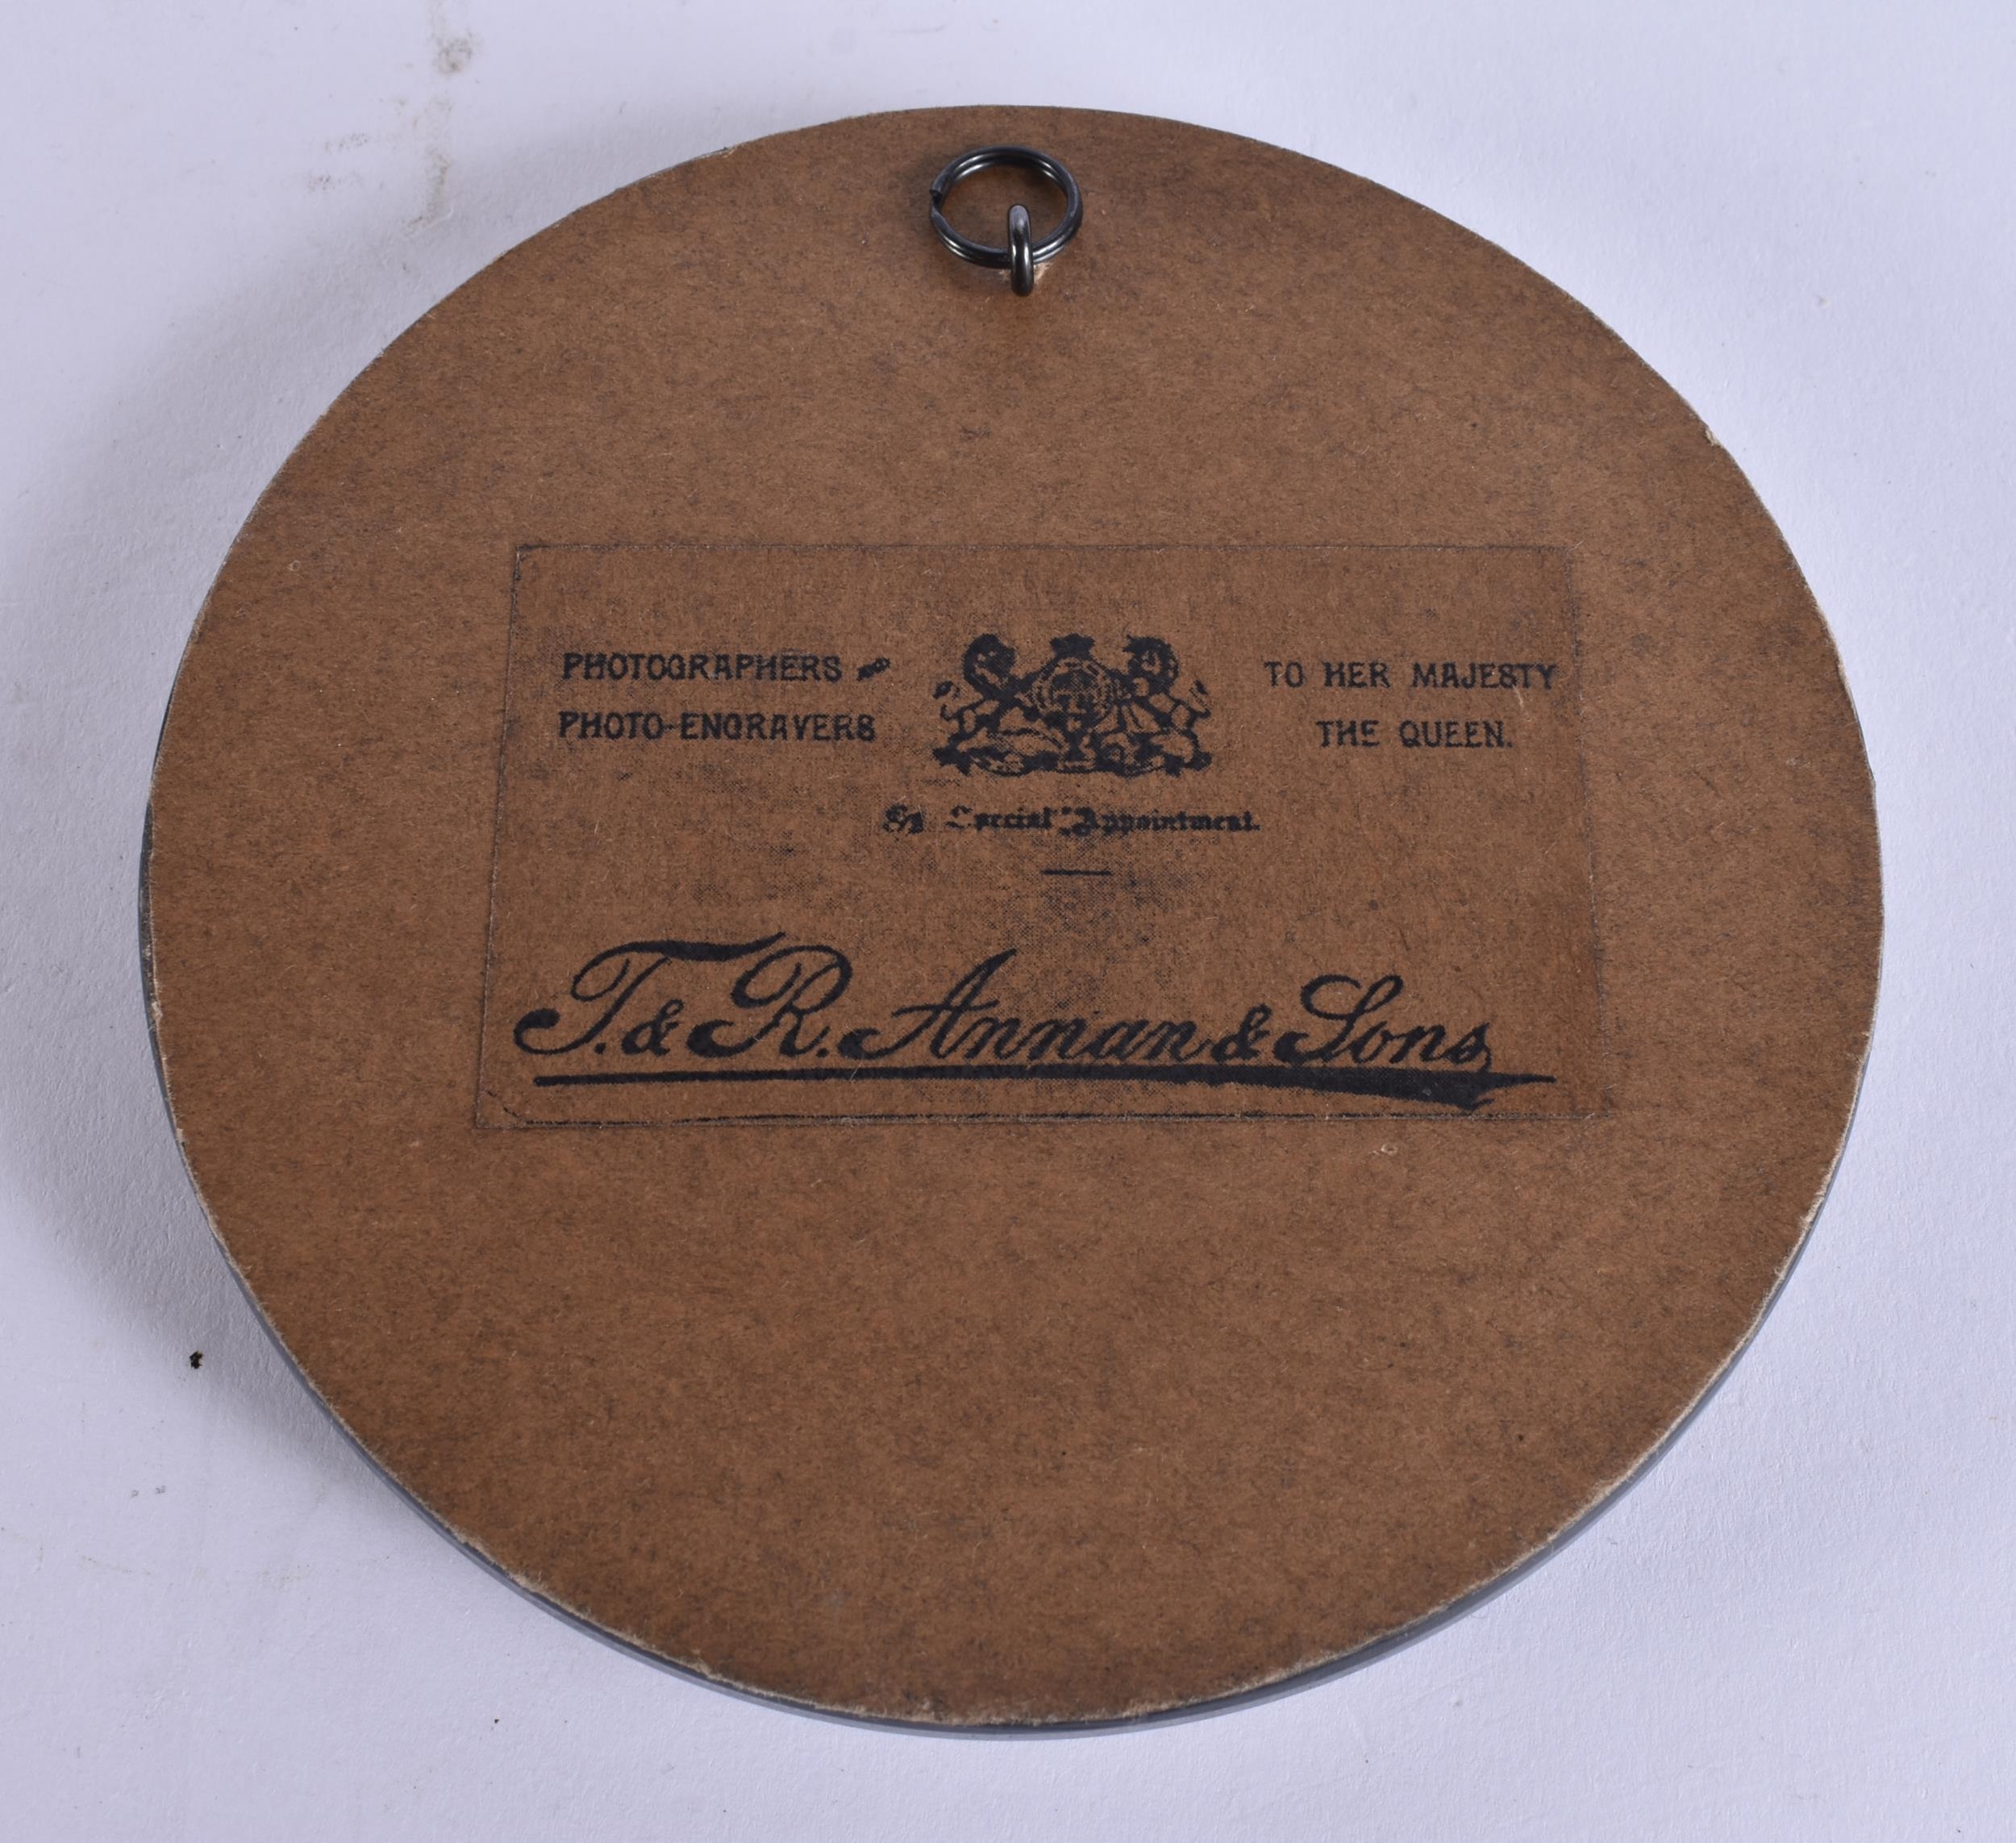 PHOTOGRAPHERS &
PHOTO-ENGRAVERS
TO HER MAJESTY
THE QUEEN.
By Special Appointment.
T. & R. Annan & Sons